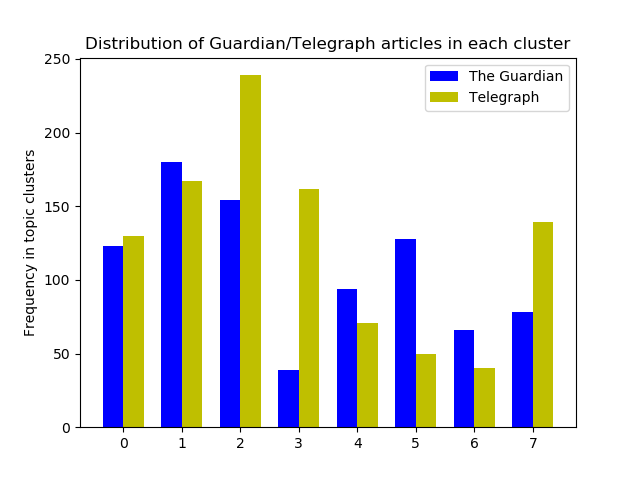 Distribution of Guardian/Telegraph articles in each cluster
The Guardian
Telegraph
Frequency in topic clusters
250
200
150
100
50
0
0 1 2 3 4 5 6 7